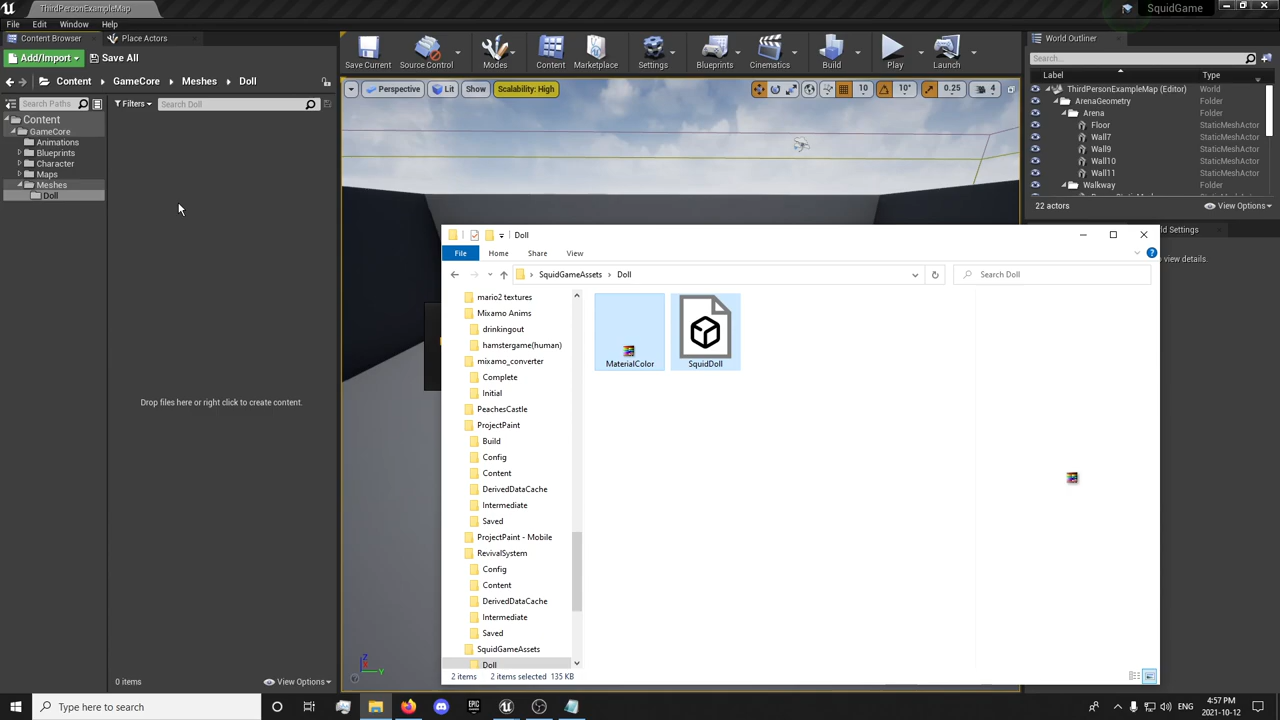 ThirdPersonExampleMap
SquidGame
File Edit Window Help
Content Browser
Place Actors
World Outliner
Add/Import
Save All
Save Current
Source Control
Modes
Content
Marketplace
Settings
Blueprints
Cinematics
Build
Play
Launch
Search...
Content GameCore Meshes Doll
Label Type
Search Paths
Filters
Search Doll
Perspective
Lit
Show
Scalability: High
10
10°
0.25
4
ThirdPersonExampleMap (Editor) World
ArenaGeometry Folder
Arena Folder
Floor StaticMeshActor
Wall7 StaticMeshActor
Wall9 StaticMeshActor
Wall10 StaticMeshActor
Wall11 StaticMeshActor
Walkway Folder
22 actors
View Options
Content
GameCore
Animations
Blueprints
Character
Maps
Meshes
Doll
Drop files here or right click to create content.
0 items
View Options
Z
X
Y
ld Settings
view details.
Doll
File Home Share View
SquidGameAssets Doll
Search Doll
mario2 textures
Mixamo Anims
drinkingout
hamstergame(human)
mixamo_converter
Complete
Initial
PeachesCastle
ProjectPaint
Build
Config
Content
DerivedDataCache
Intermediate
Saved
ProjectPaint - Mobile
RevivalSystem
Config
Content
DerivedDataCache
Intermediate
Saved
SquidGameAssets
Doll
MaterialColor
SquidDoll
2 items 2 items selected 135 KB
Type here to search
4:57 PM
2021-10-12